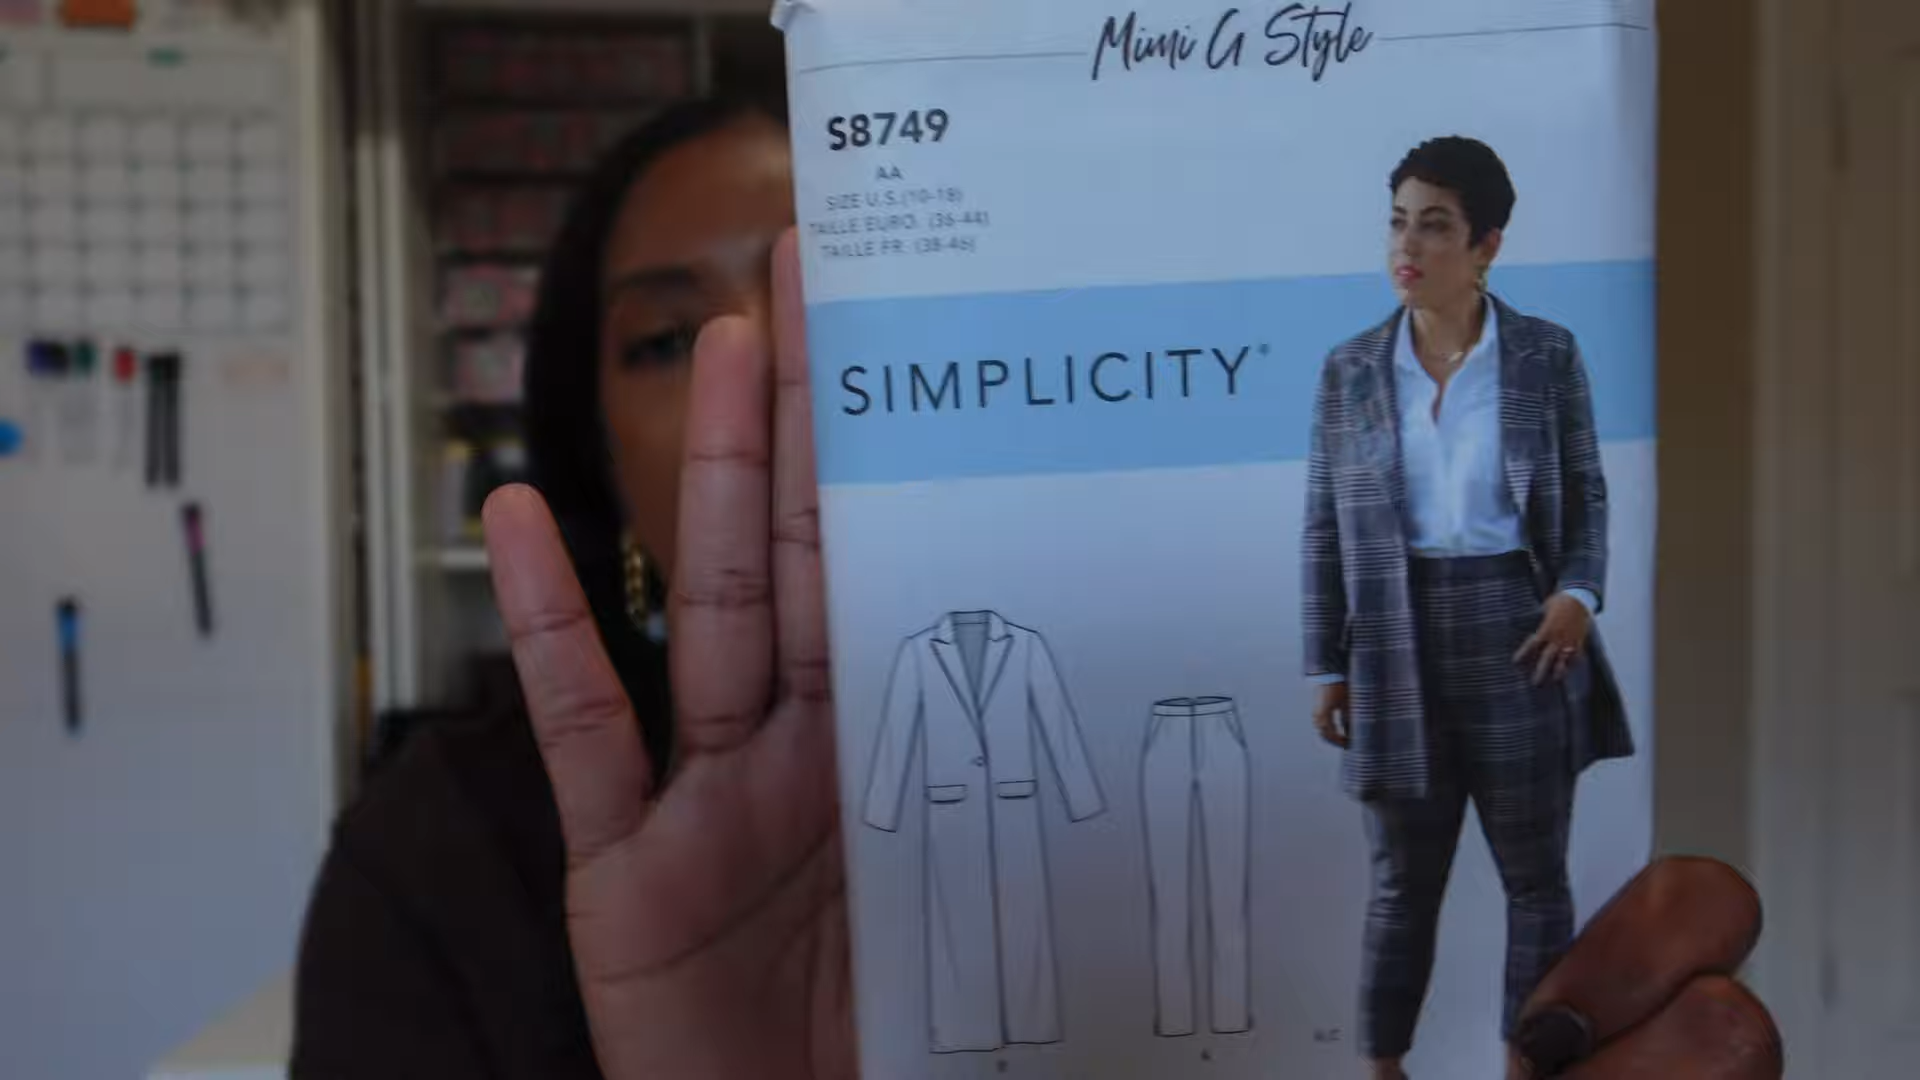 Mimi G Style
S8749
AA
SIZE U.S.(10-18)
TAILLE EURO. (36-44)
TAILLE FR. (38-46)
SIMPLICITY®
A